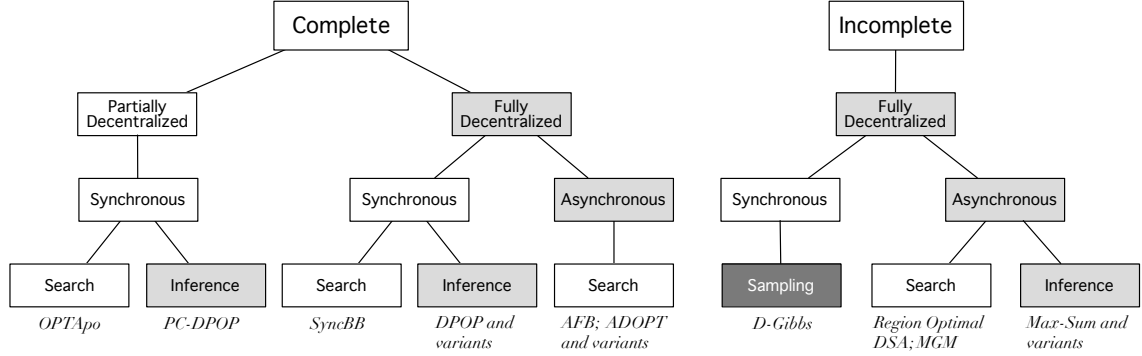 Complete
Incomplete
Partially
Decentralized
Fully
Decentralized
Fully
Decentralized
Synchronous
Synchronous
Asynchronous
Synchronous
Asynchronous
Search
Inference
Search
Inference
Search
Sampling
Search
Inference
OPTApo
PC-DPOP
SyncBB
DPOP and
variants
AFB; ADOPT
and variants
D-Gibbs
Region Optimal
DSA; MGM
Max-Sum and
variants